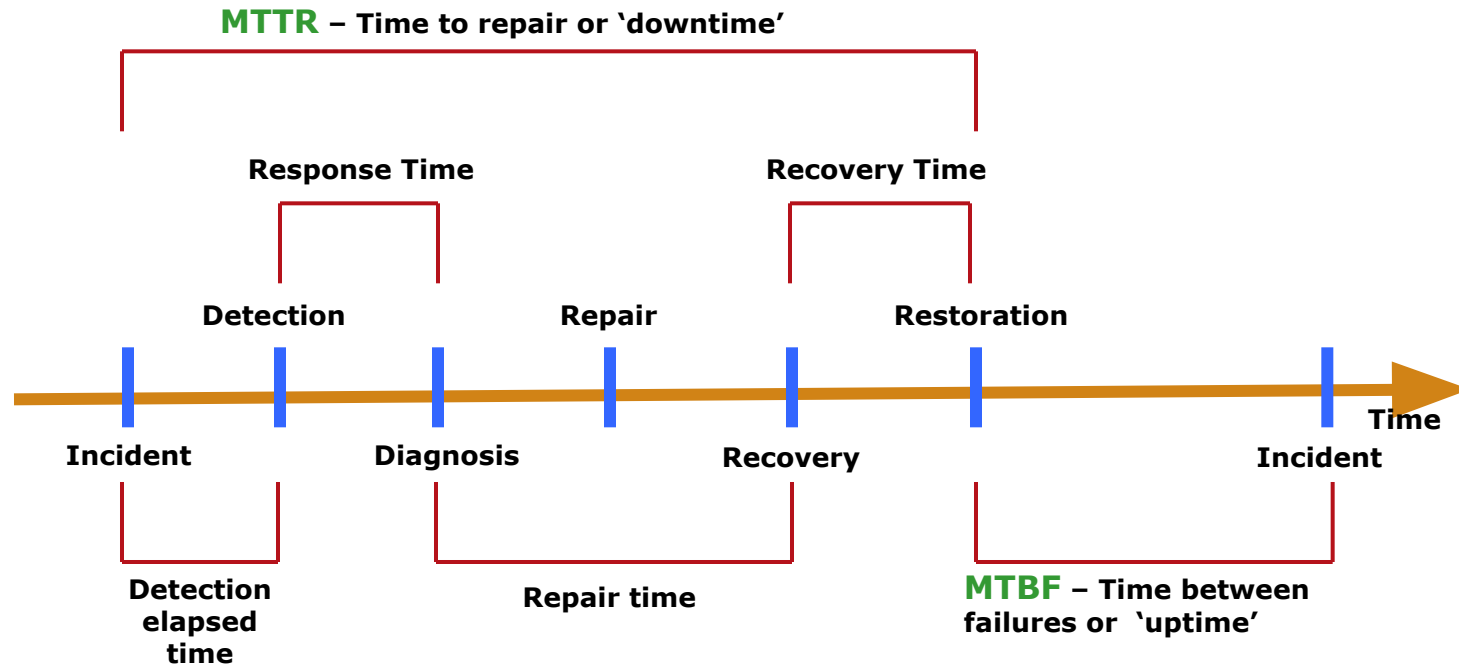 MTTR – Time to repair or ‘downtime’
Response Time
Recovery Time
Detection
Repair
Restoration
Time
Incident
Diagnosis
Recovery
Incident
Detection
elapsed
time
Repair time
MTBF – Time between
failures or ‘uptime’